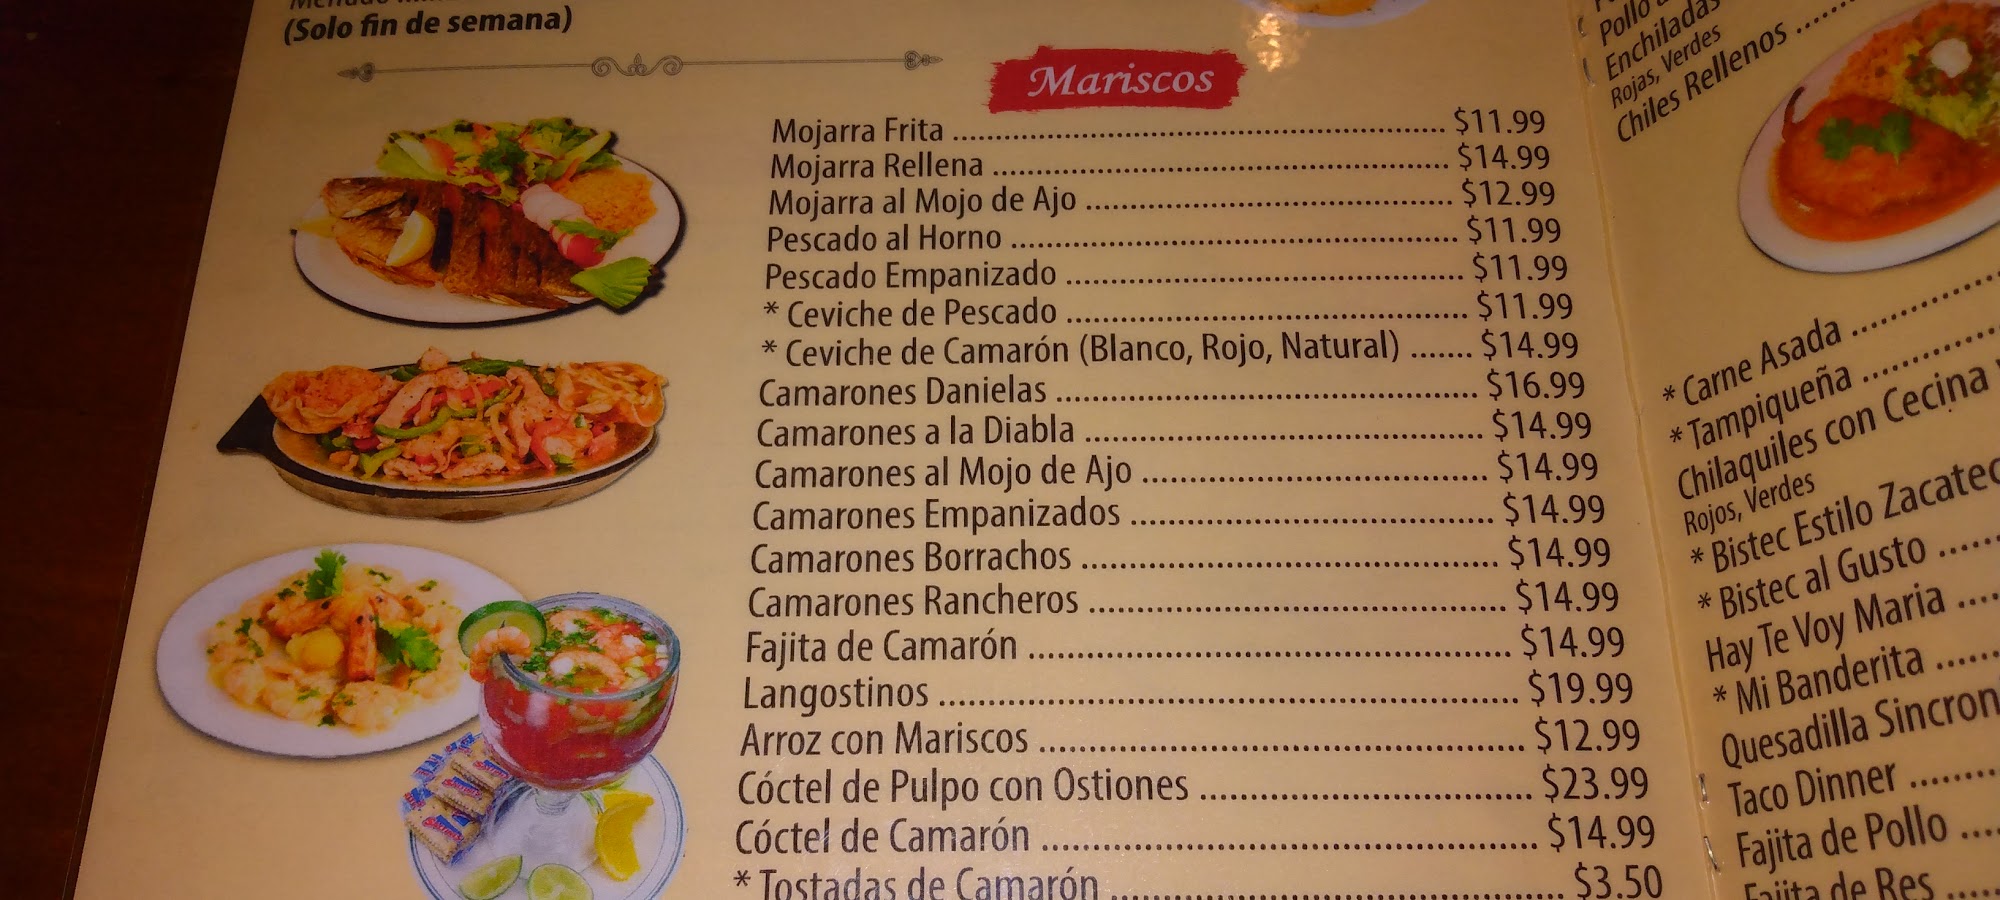 (Solo fin de semana)
Mariscos
Mojarra Frita ........ $11.99
Mojarra Rellena ........ $14.99
Mojarra al Mojo de Ajo ........ $12.99
Pescado al Horno ........ $11.99
Pescado Empanizado ........ $11.99
* Ceviche de Pescado ........ $11.99
* Ceviche de Camarón (Blanco, Rojo, Natural) ....... $14.99
Camarones Danielas ........ $16.99
Camarones a la Diabla ........ $14.99
Camarones al Mojo de Ajo ........ $14.99
Camarones Empanizados ........ $14.99
Camarones Borrachos ........ $14.99
Camarones Rancheros ........ $14.99
Fajita de Camarón ........ $14.99
Langostinos ........ $19.99
Arroz con Mariscos ........ $12.99
Cóctel de Pulpo con Ostiones ........ $23.99
Cóctel de Camarón ........ $14.99
* Tostadas de Camarón ........ $3.50
Pollo
Enchiladas
Rojas, Verdes
Chiles Rellenos ......
* Carne Asada ........
* Tampiqueña ........
Chilaquiles con Cecina
Rojos, Verdes
* Bistec Estilo
* Bistec al Gusto ......
Hay Te Voy Maria ....
* Mi Banderita ......
Quesadilla
Taco Dinner ........
Fajita de Pollo ....
Fajita de Res .....